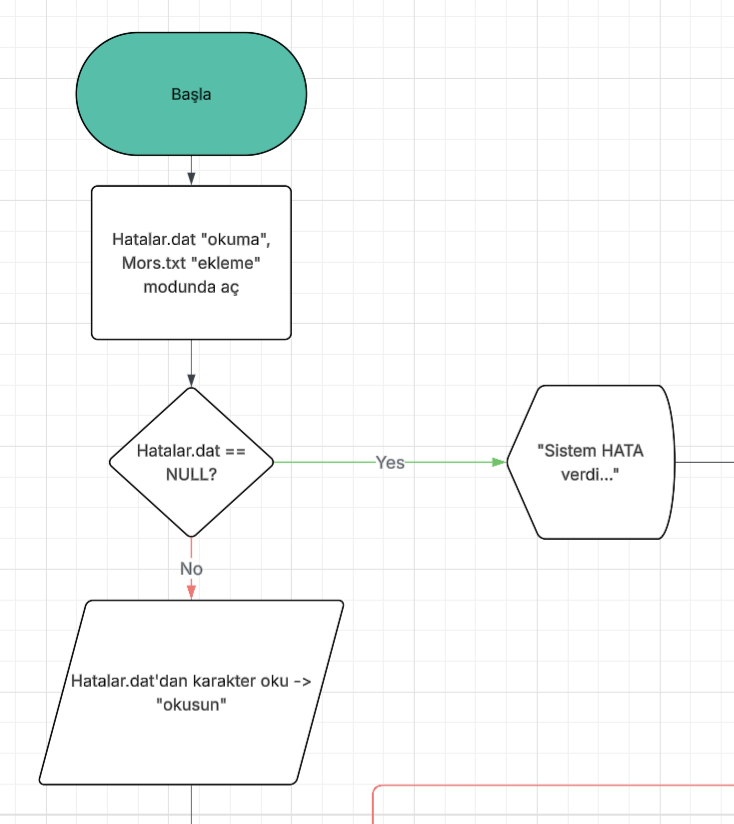 Başla
Hatalar.dat "okuma",
Mors.txt "ekleme"
modunda aç
Hatalar.dat ==
NULL?
Yes
"Sistem HATA
verdi..."
No
Hatalar.dat'dan karakter oku ->
"okusun"